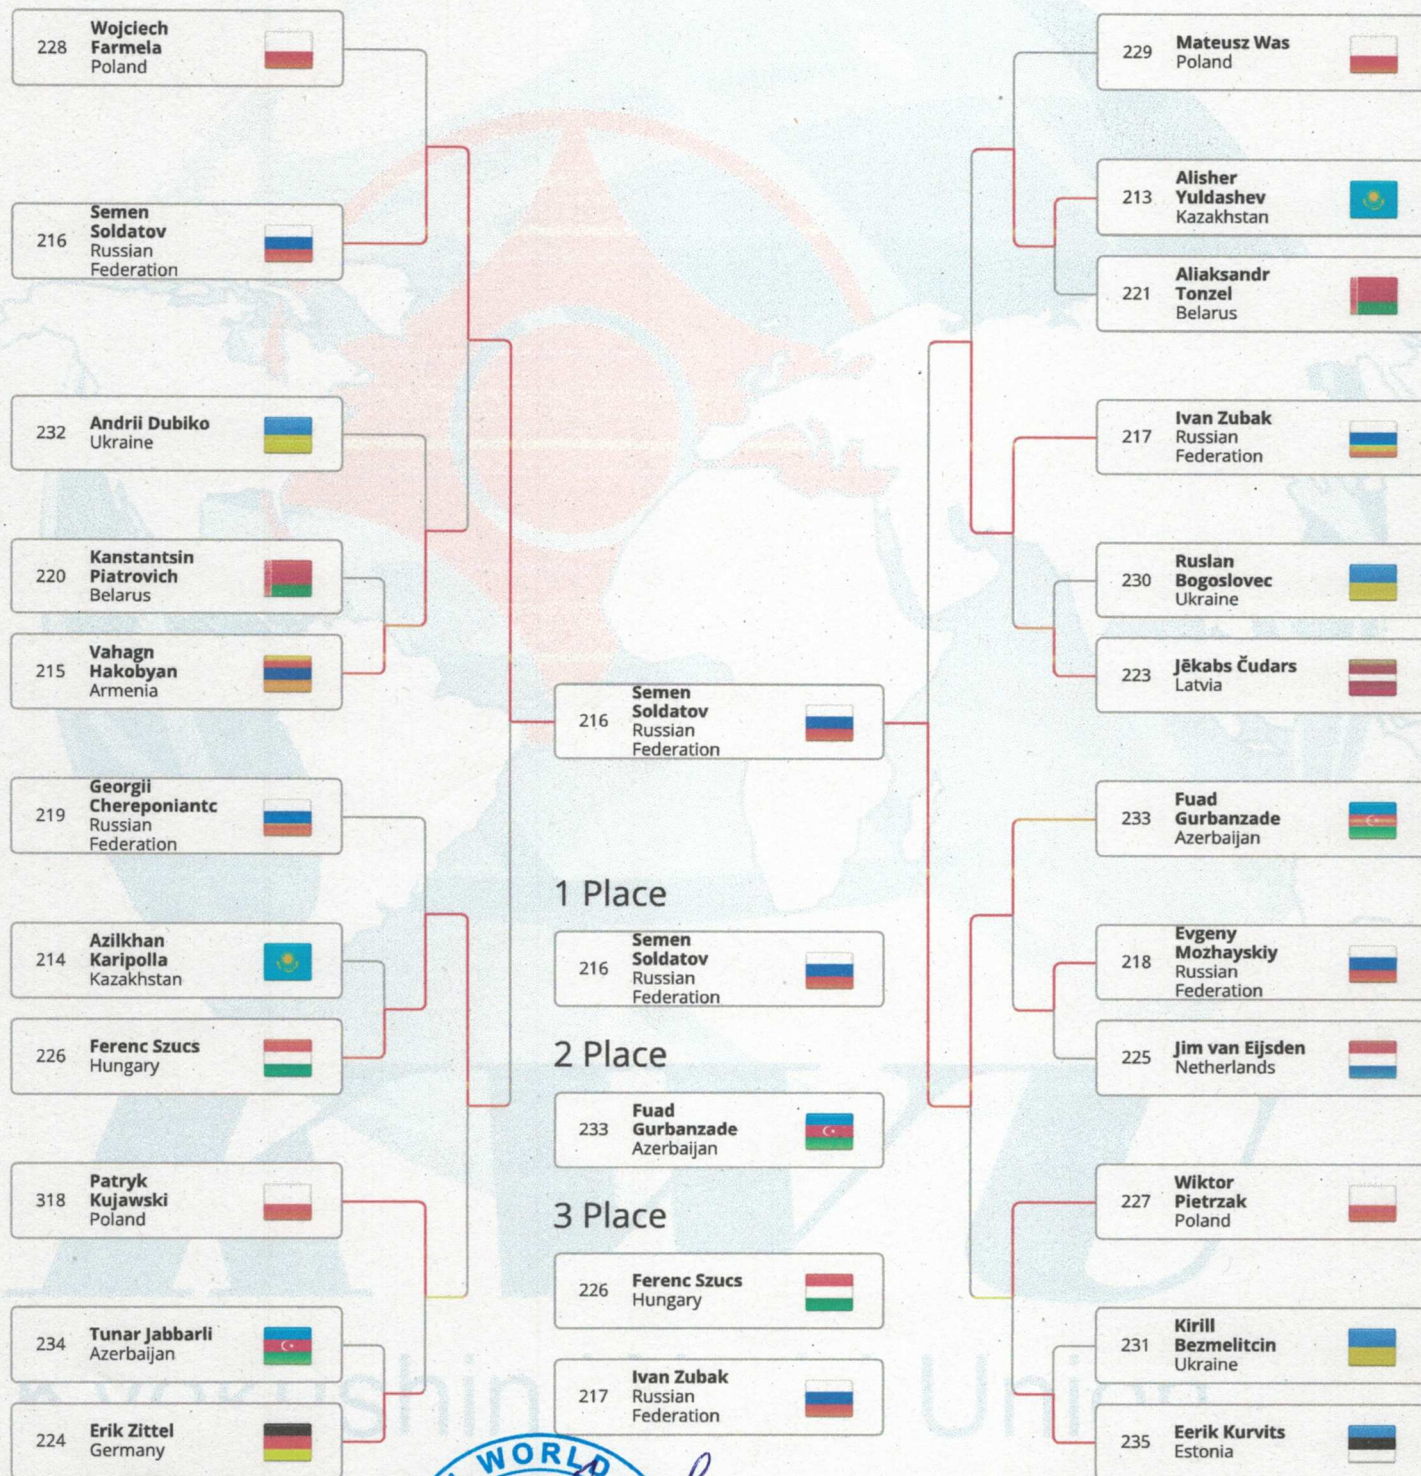 228
Wojciech
Farmela
Poland
216
Semen
Soldatov
Russian
Federation
232
Andrii Dubiko
Ukraine
220
Kanstantsin
Piatrovich
Belarus
215
Vahagn
Hakobyan
Armenia
219
Georgii
Chereponiantc
Russian
Federation
214
Azilkhan
Karipolla
Kazakhstan
226
Ferenc Szucs
Hungary
318
Patryk
Kujawski
Poland
234
Tunar Jabbarli
Azerbaijan
224
Erik Zittel
Germany
216
Semen
Soldatov
Russian
Federation
1 Place
216
Semen
Soldatov
Russian
Federation
2 Place
233
Fuad
Gurbanzade
Azerbaijan
3 Place
226
Ferenc Szucs
Hungary
217
Ivan Zubak
Russian
Federation
229
Mateusz Was
Poland
213
Alisher
Yuldashev
Kazakhstan
221
Aliaksandr
Tonzel
Belarus
217
Ivan Zubak
Russian
Federation
230
Ruslan
Bogoslovec
Ukraine
223
Jēkabs Čudars
Latvia
233
Fuad
Gurbanzade
Azerbaijan
218
Evgeny
Mozhayskiy
Russian
Federation
225
Jim van Eijsden
Netherlands
227
Wiktor
Pietrzak
Poland
231
Kirill
Bezmelitcin
Ukraine
235
Eerik Kurvits
Estonia
KWU
Kyokushin World Union
WORLD